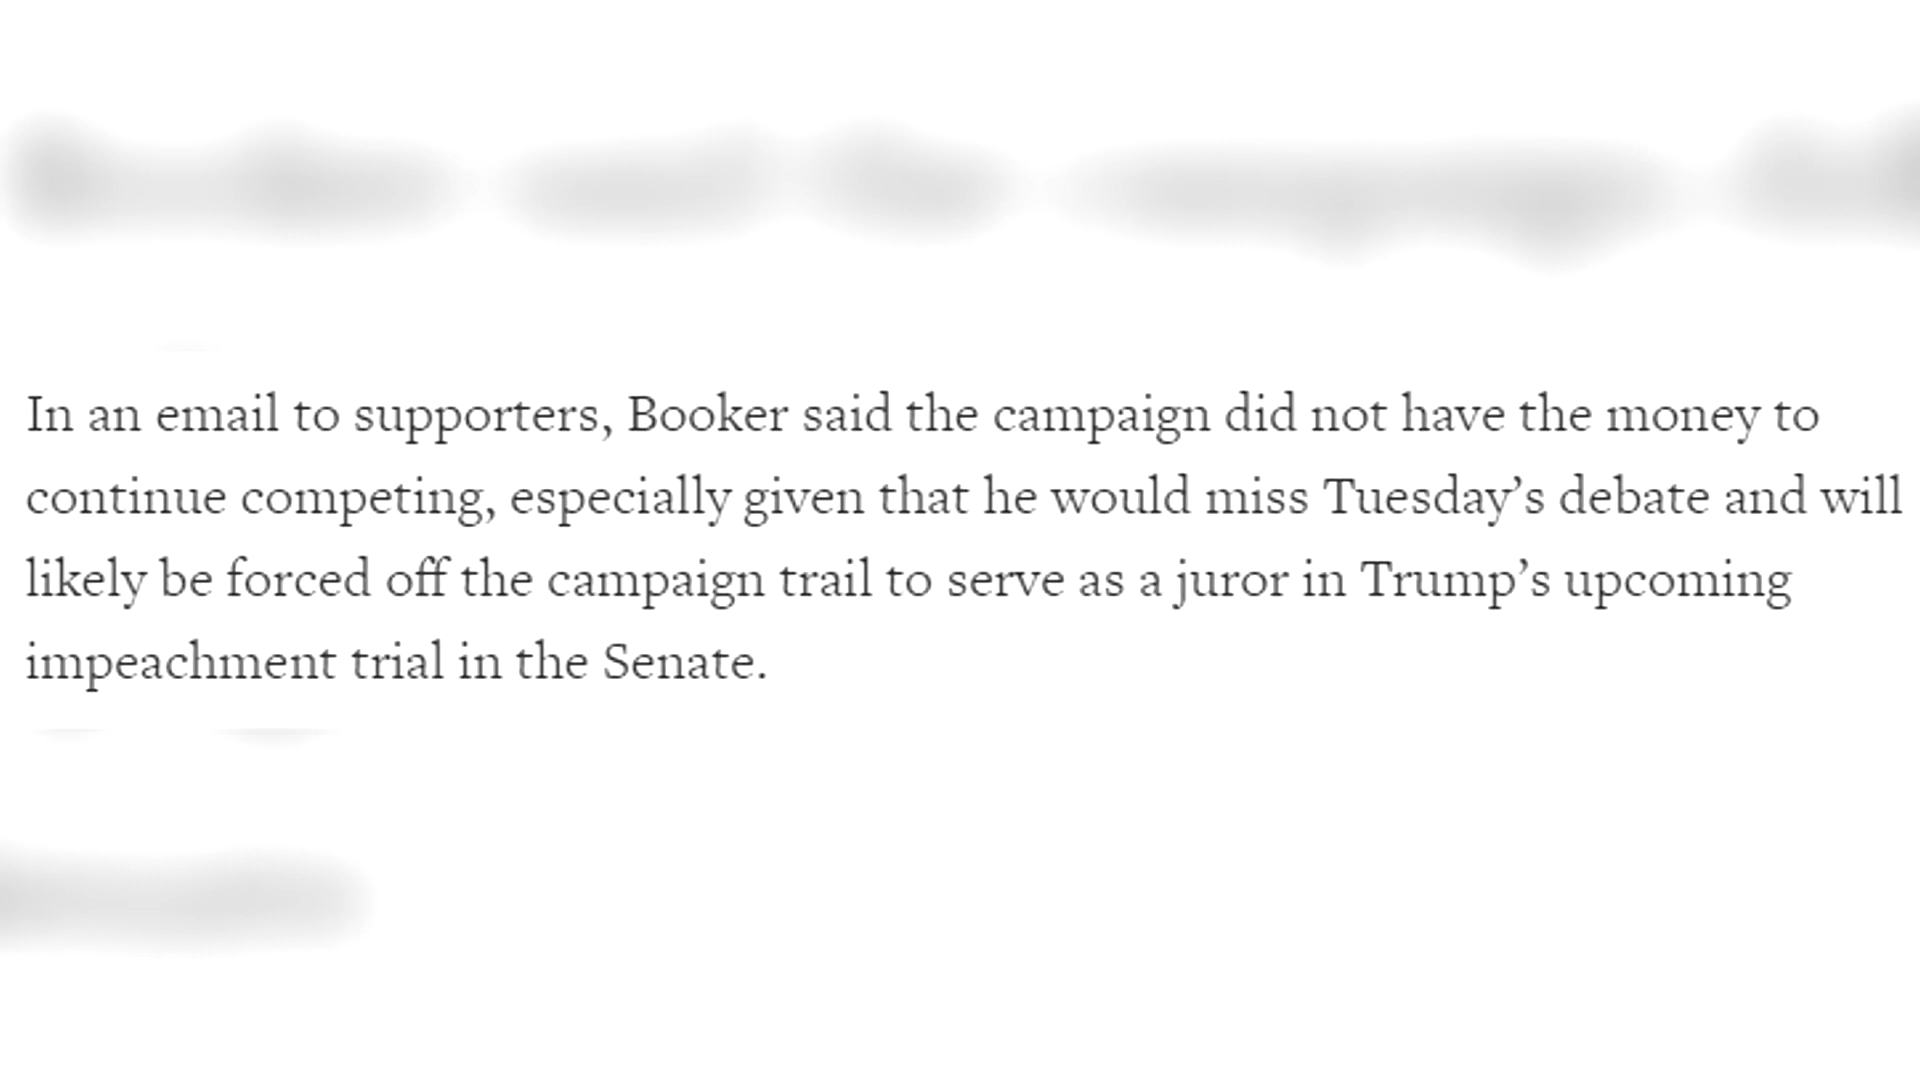 In an email to supporters, Booker said the campaign did not have the money to
continue competing, especially given that he would miss Tuesday’s debate and will
likely be forced off the campaign trail to serve as a juror in Trump’s upcoming
impeachment trial in the Senate.